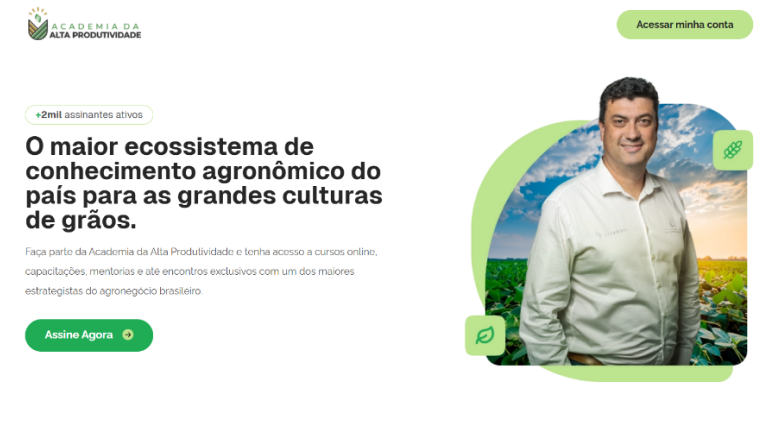 ACADEMIA DA
ALTA PRODUTIVIDADE
Acessar minha conta
+2mil assinantes ativos
O maior ecossistema de
conhecimento agronômico do
país para as grandes culturas
de grãos.
Faça parte da Academia da Alta Produtividade e tenha acesso a cursos online,
capacitações, mentorias e até encontros exclusivos com um dos maiores
estrategistas do agronegócio brasileiro.
Assine Agora